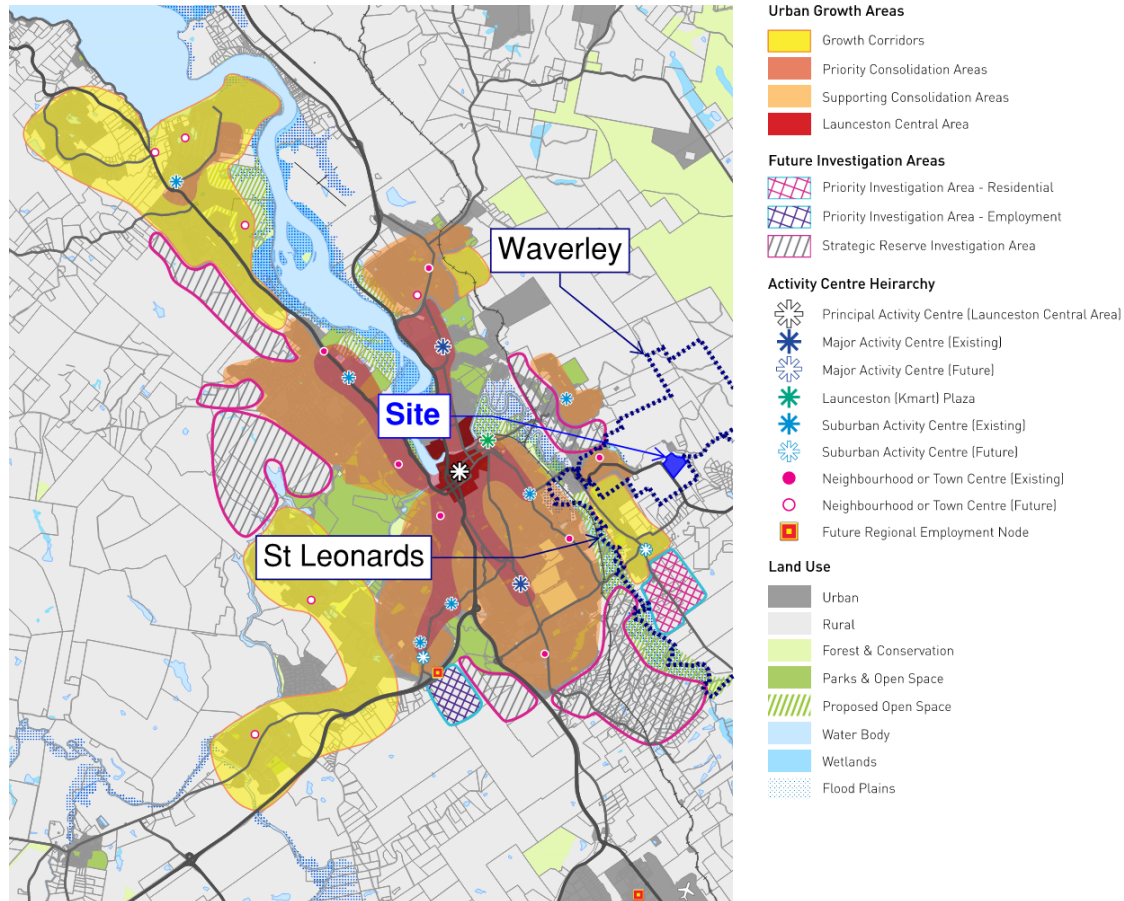 Waverley
Site
St Leonards
Urban Growth Areas
Growth Corridors
Priority Consolidation Areas
Supporting Consolidation Areas
Launceston Central Area
Future Investigation Areas
Priority Investigation Area - Residential
Priority Investigation Area - Employment
Strategic Reserve Investigation Area
Activity Centre Heirarchy
Principal Activity Centre (Launceston Central Area)
Major Activity Centre (Existing)
Major Activity Centre (Future)
Launceston (Kmart) Plaza
Suburban Activity Centre (Existing)
Suburban Activity Centre (Future)
Neighbourhood or Town Centre (Existing)
Neighbourhood or Town Centre (Future)
Future Regional Employment Node
Land Use
Urban
Rural
Forest & Conservation
Parks & Open Space
Proposed Open Space
Water Body
Wetlands
Flood Plains